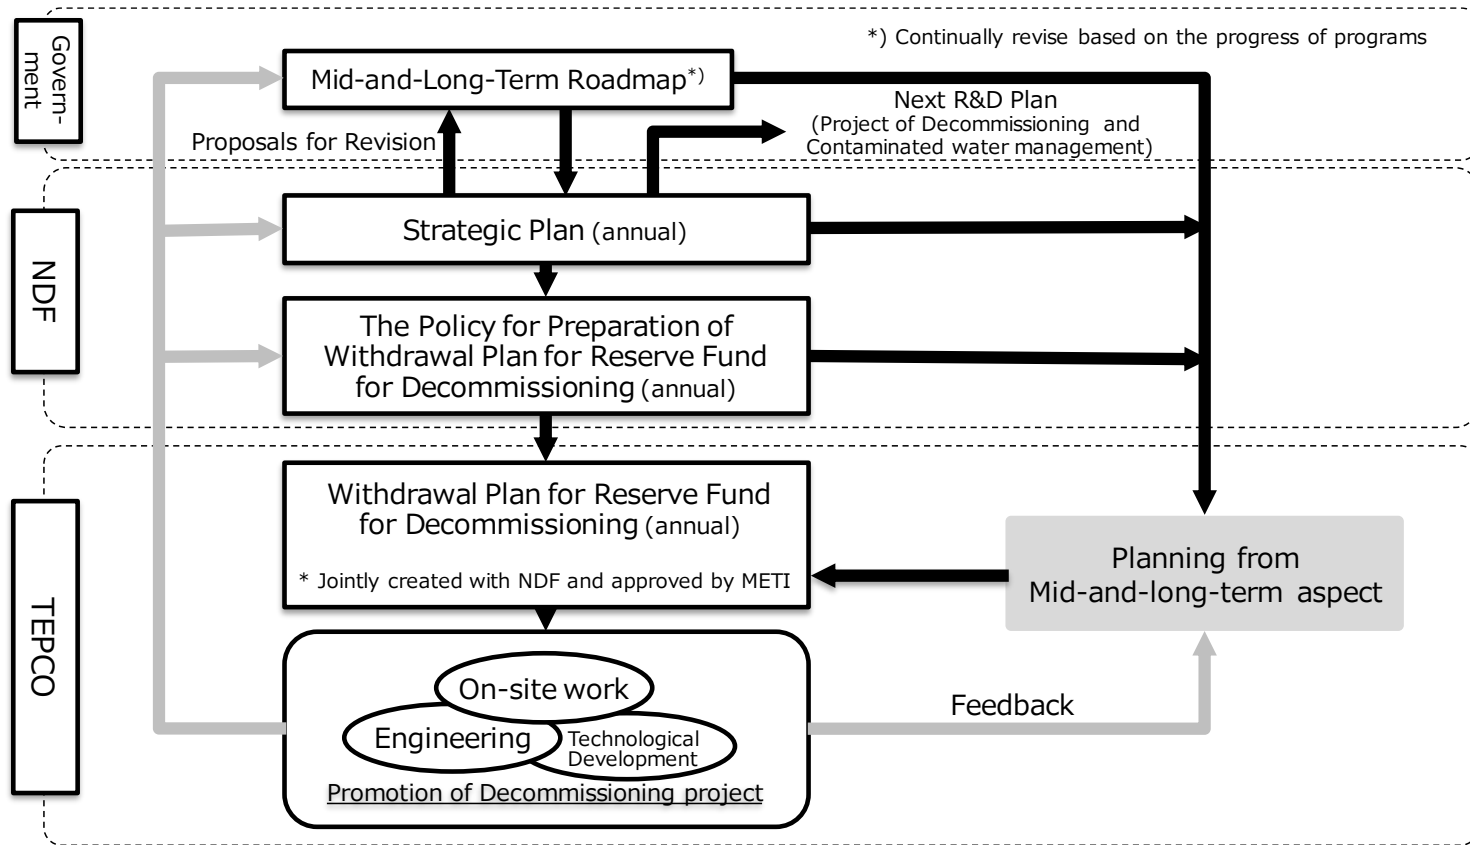 Govern-
ment
*) Continually revise based on the progress of programs
Mid-and-Long-Term Roadmap*)
Next R&D Plan
(Project of Decommissioning and
Contaminated water management)
Proposals for Revision
NDF
Strategic Plan (annual)
The Policy for Preparation of
Withdrawal Plan for Reserve Fund
for Decommissioning (annual)
TEPCO
Withdrawal Plan for Reserve Fund
for Decommissioning (annual)
* Jointly created with NDF and approved by METI
Planning from
Mid-and-long-term aspect
On-site work
Engineering
Technological
Development
Promotion of Decommissioning project
Feedback